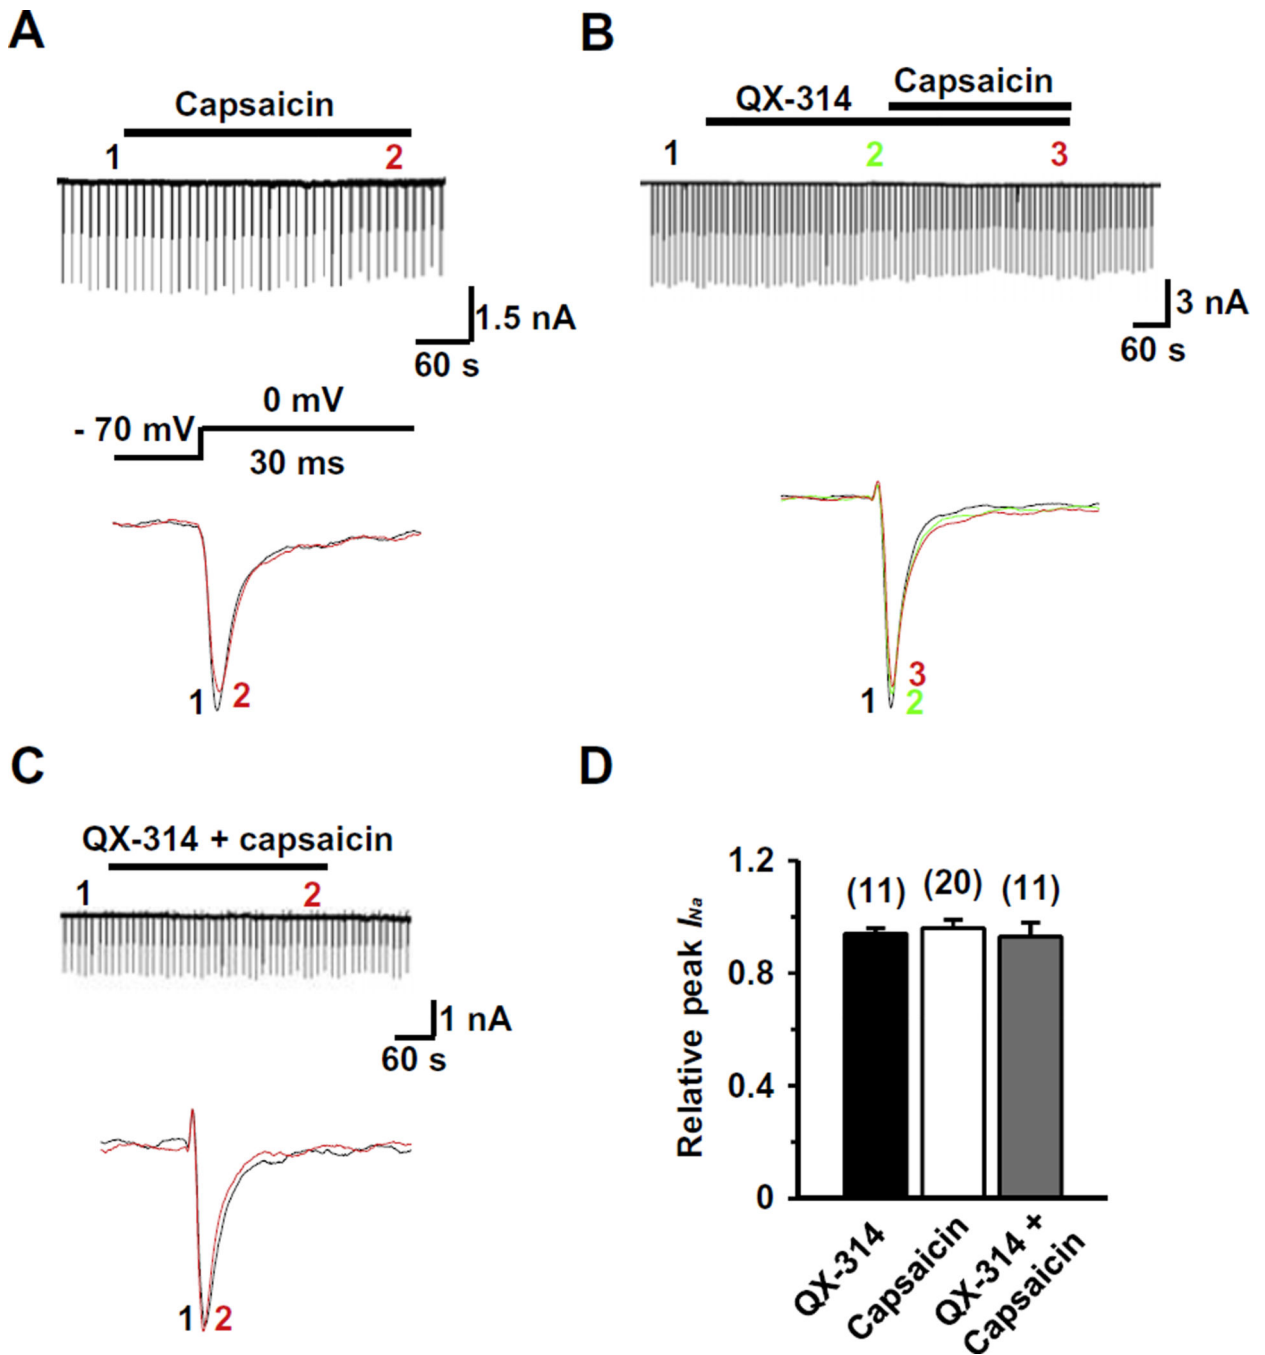 A
Capsaicin
1
2
1.5 nA
60 s
0 mV
- 70 mV
30 ms
1
2
B
Capsaicin
QX-314
1
2
3
3 nA
60 s
3
1
2
C
QX-314 + capsaicin
1
2
1 nA
60 s
1
2
D
1.2
(11)
(20)
(11)
0.8
0.4
0
Relative peak INa
QX-314
Capsaicin
QX-314 +
Capsaicin